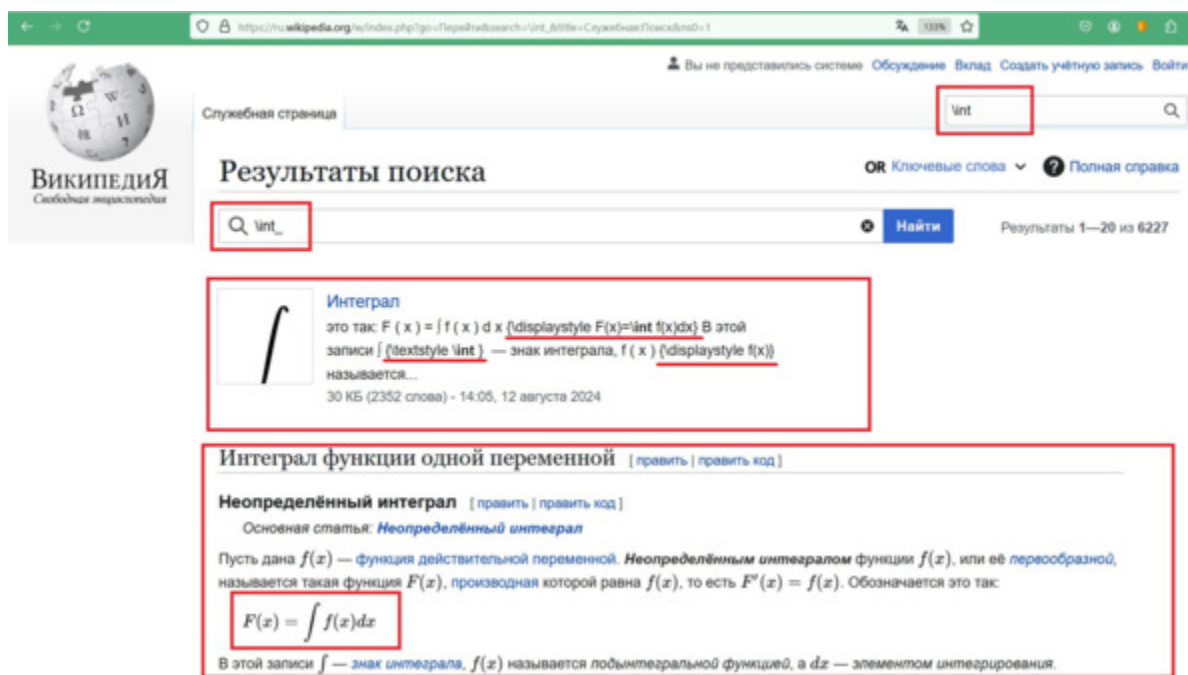 https://ru.wikipedia.org/w/index.php?go=Перейти&search=\int_&title=Служебная:Поиск&ns0=1
133%
Вы не представились системе Обсуждение Вклад Создать учётную запись Войти
Служебная страница
\int
ВИКИПЕДИЯ
Свободная энциклопедия
Результаты поиска
OR Ключевые слова Полная справка
\int_
Найти
Результаты 1—20 из 6227
Интеграл
это так: F ( x ) = ∫ f ( x ) d x {\displaystyle F(x)=\int f(x)dx} В этой
записи ∫ {\textstyle \int } — знак интеграла, f ( x ) {\displaystyle f(x)}
называется...
30 КБ (2352 слова) - 14:05, 12 августа 2024
Интеграл функции одной переменной [ править | править код ]
Неопределённый интеграл [ править | править код ]
Основная статья: Неопределённый интеграл
Пусть дана f(x) — функция действительной переменной. Неопределённым интегралом функции f(x), или её первообразной,
называется такая функция F(x), производная которой равна f(x), то есть F′(x) = f(x). Обозначается это так:
F(x) = ∫ f(x)dx
В этой записи ∫ — знак интеграла, f(x) называется подынтегральной функцией, а dx — элементом интегрирования.